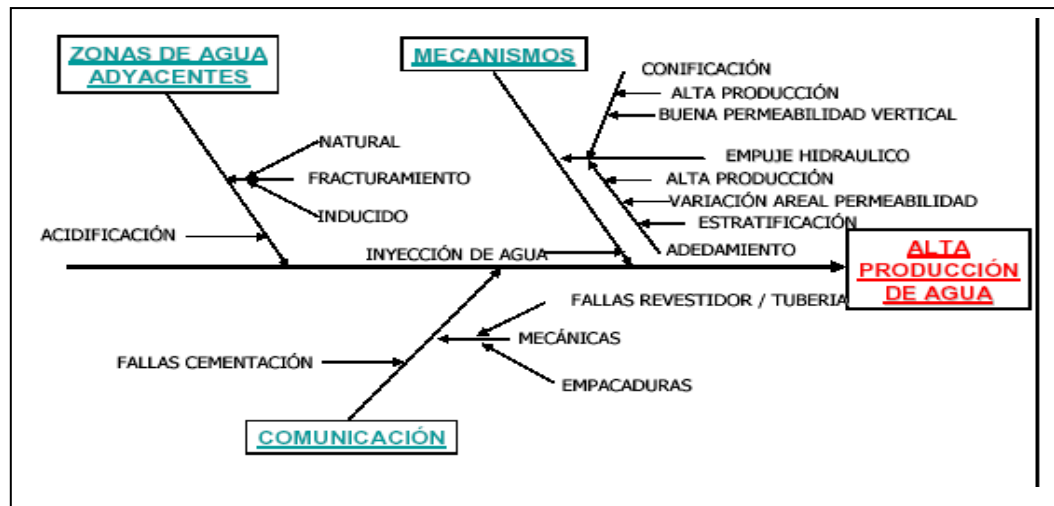 ZONAS DE AGUA
ADYACENTES
MECANISMOS
CONIFICACIÓN
ALTA PRODUCCIÓN
BUENA PERMEABILIDAD VERTICAL
NATURAL
EMPUJE HIDRAULICO
FRACTURAMIENTO
ALTA PRODUCCIÓN
VARIACIÓN AREAL PERMEABILIDAD
INDUCIDO
ESTRATIFICACIÓN
ACIDIFICACIÓN
INYECCIÓN DE AGUA
ADEDAMIENTO
ALTA
PRODUCCIÓN
DE AGUA
FALLAS REVESTIDOR / TUBERIA
MECÁNICAS
FALLAS CEMENTACIÓN
EMPACADURAS
COMUNICACIÓN